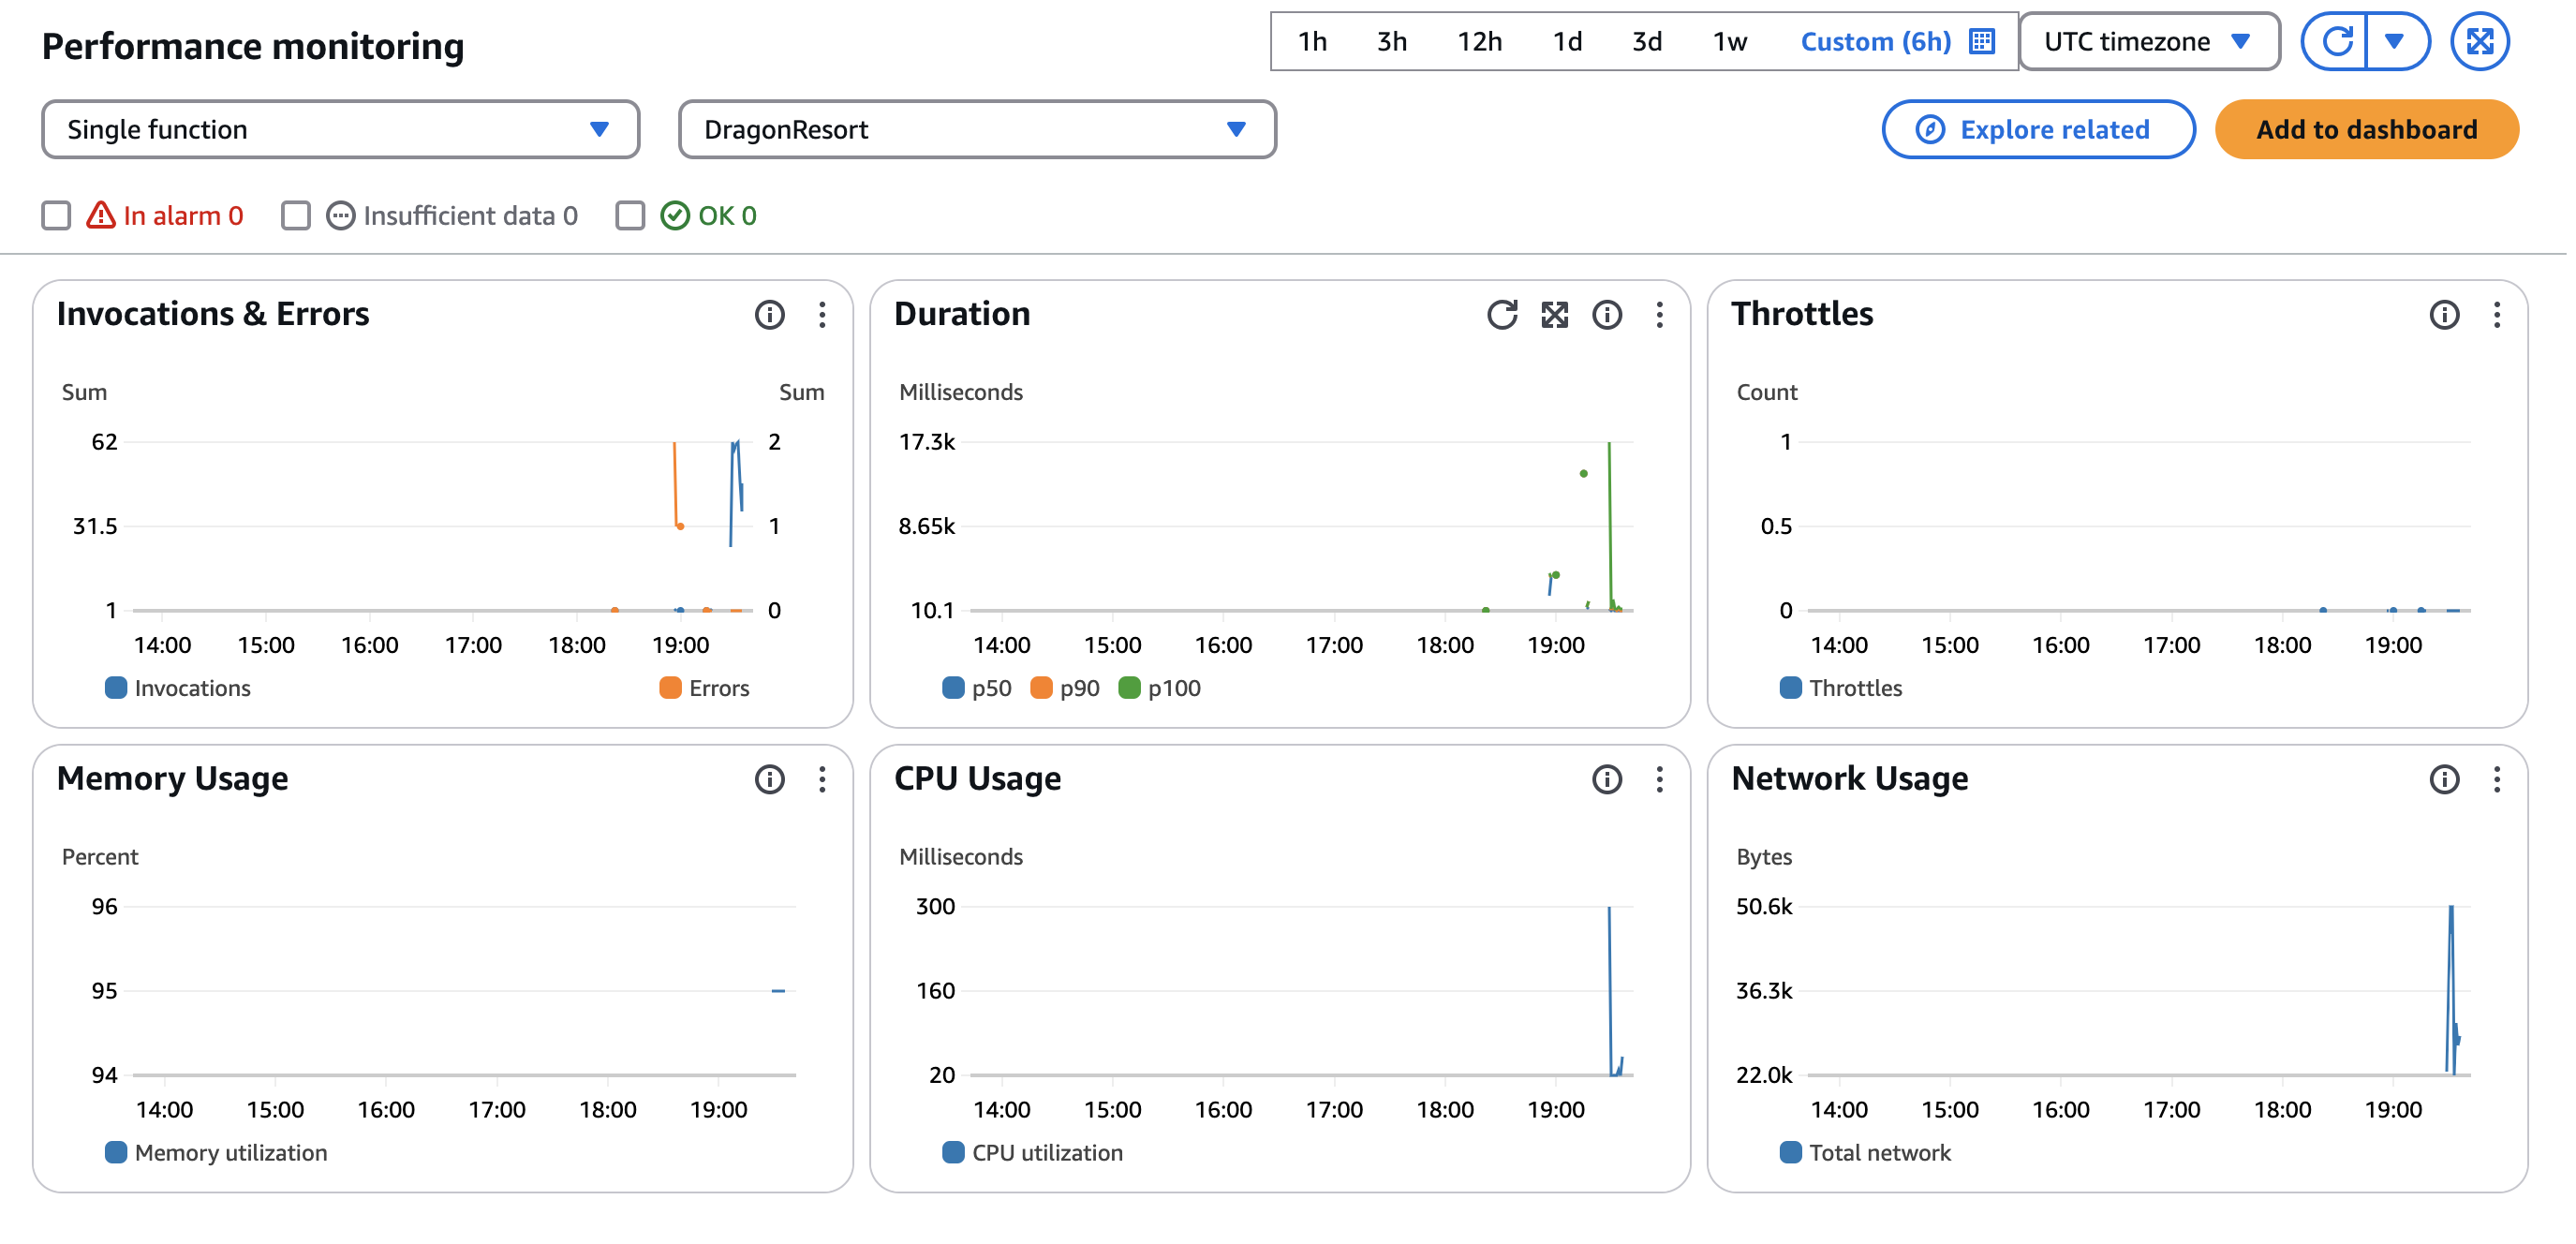 Performance monitoring
1h 3h 12h 1d 3d 1w Custom (6h) UTC timezone
Single function DragonResort Explore related Add to dashboard
In alarm 0 Insufficient data 0 OK 0
Invocations & Errors
Sum Sum
62 2
31.5 1
1 0
14:00 15:00 16:00 17:00 18:00 19:00
Invocations Errors
Duration
Milliseconds
17.3k
8.65k
10.1
14:00 15:00 16:00 17:00 18:00 19:00
p50 p90 p100
Throttles
Count
1
0.5
0
14:00 15:00 16:00 17:00 18:00 19:00
Throttles
Memory Usage
Percent
96
95
94
14:00 15:00 16:00 17:00 18:00 19:00
Memory utilization
CPU Usage
Milliseconds
300
160
20
14:00 15:00 16:00 17:00 18:00 19:00
CPU utilization
Network Usage
Bytes
50.6k
36.3k
22.0k
14:00 15:00 16:00 17:00 18:00 19:00
Total network